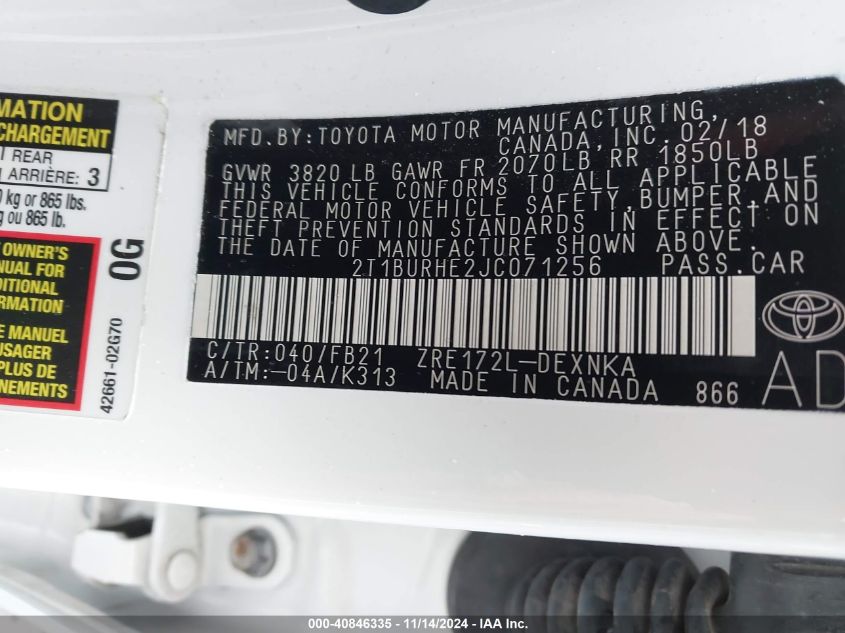 MATION
CHARGEMENT
REAR
ARRIÈRE: 3
kg or 865 lbs.
ou 865 lb.
OWNER'S
MANUAL FOR
DITIONAL
FORMATION
LE MANUEL
USAGER
PLUS DE
GNEMENTS
42661-02G70
0G
MFD.BY:TOYOTA MOTOR MANUFACTURING,
CANADA,INC. 02/18
GVWR 3820 LB GAWR FR 2070LB RR 1850LB
THIS VEHICLE CONFORMS TO ALL APPLICABLE
FEDERAL MOTOR VEHICLE SAFETY,BUMPER,AND
THEFT PREVENTION STANDARDS IN EFFECT ON
THE DATE OF MANUFACTURE SHOWN ABOVE.
2T1BURHE2JC071256 PASS.CAR
C/TR:040/FB21 ZRE172L-DEXNKA
A/TM:-04A/K313 MADE IN CANADA 866
AD
000-40846335 - 11/14/2024 - IAA Inc.